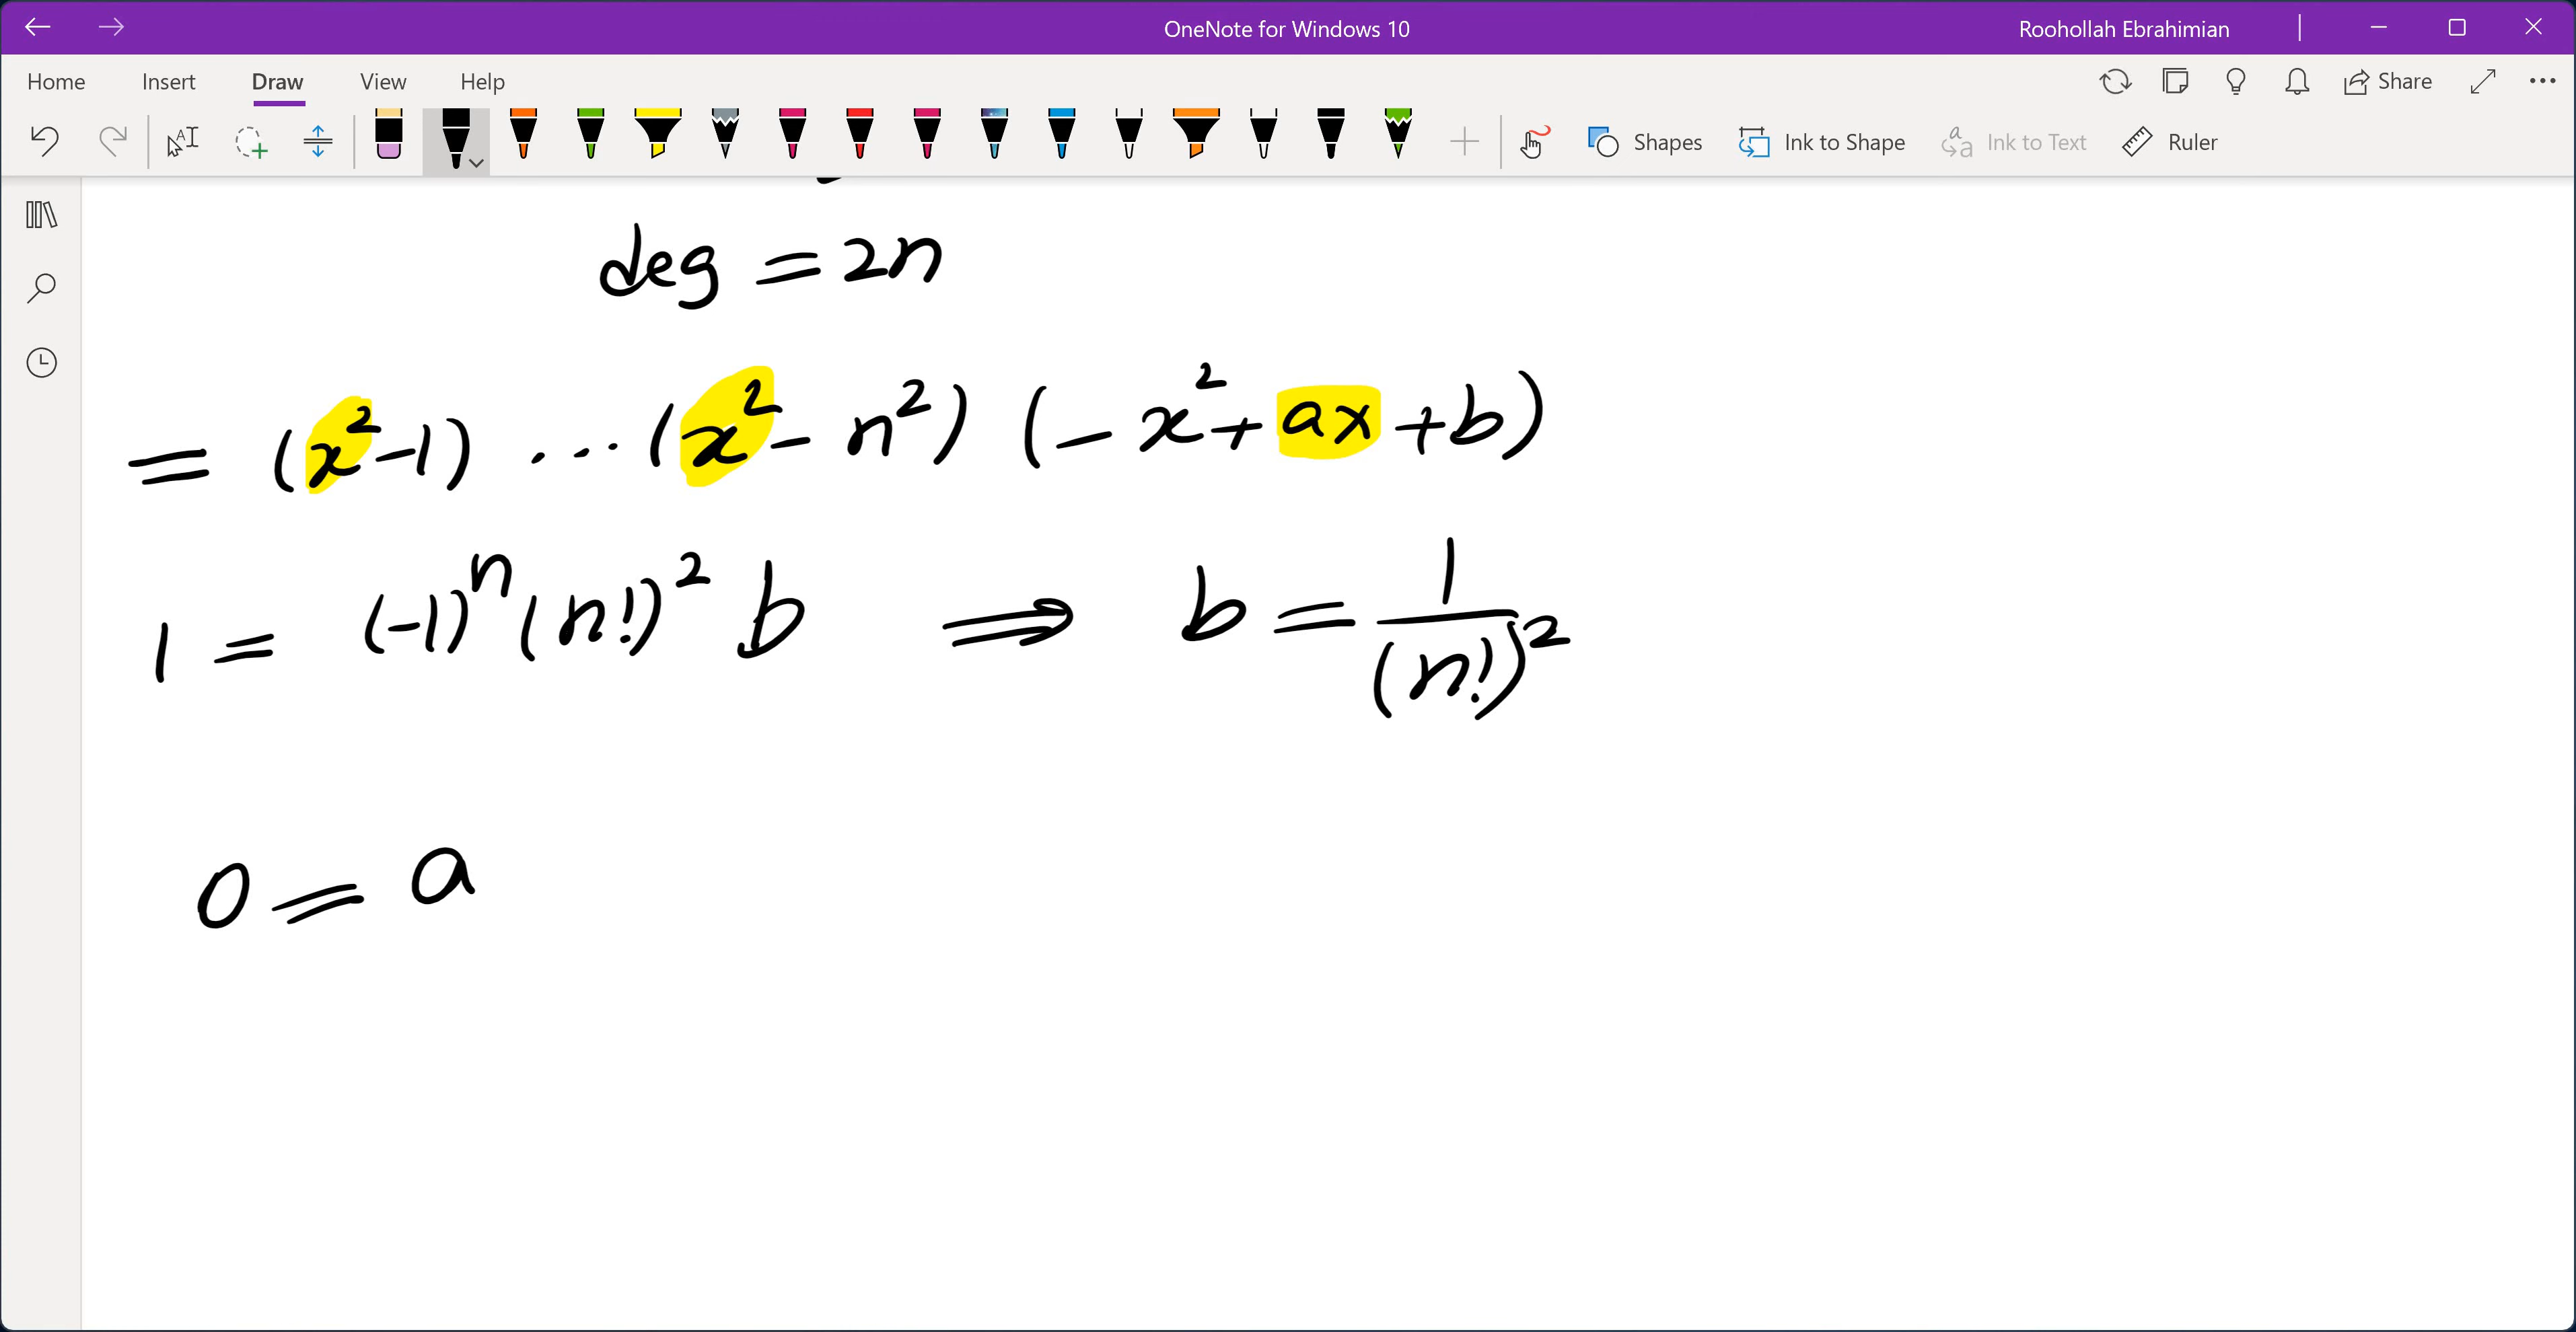 OneNote for Windows 10
Roohollah Ebrahimian
Home Insert Draw View Help
Share
Shapes Ink to Shape Ink to Text Ruler
deg = 2n
= (x²-1) ... (x² - n²) (- x² + ax + b)
1 = (-1)ⁿ (n!)² b ⟹ b = 1/(n!)²
0 = a